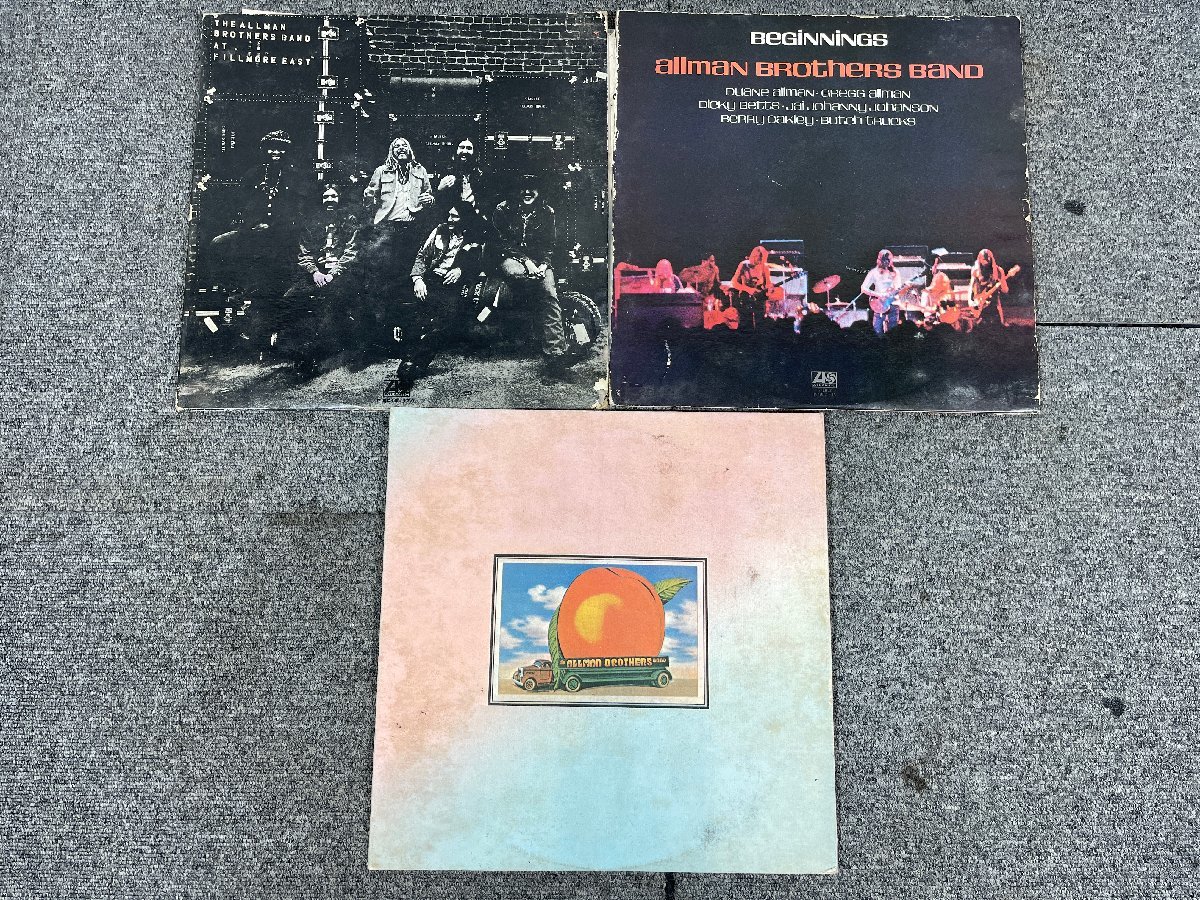 THE ALLMAN
BROTHERS BAND
AT
FILLMORE EAST
BEGINNINGS
ALLMAN BROTHERS BAND
DUANE ALLMAN · GREGG ALLMAN
DICKY BETTS · JAI JOHANNY JOHANSON
BERRY OAKLEY · BUTCH TRUCKS
ALLMAN BROTHERS BAND